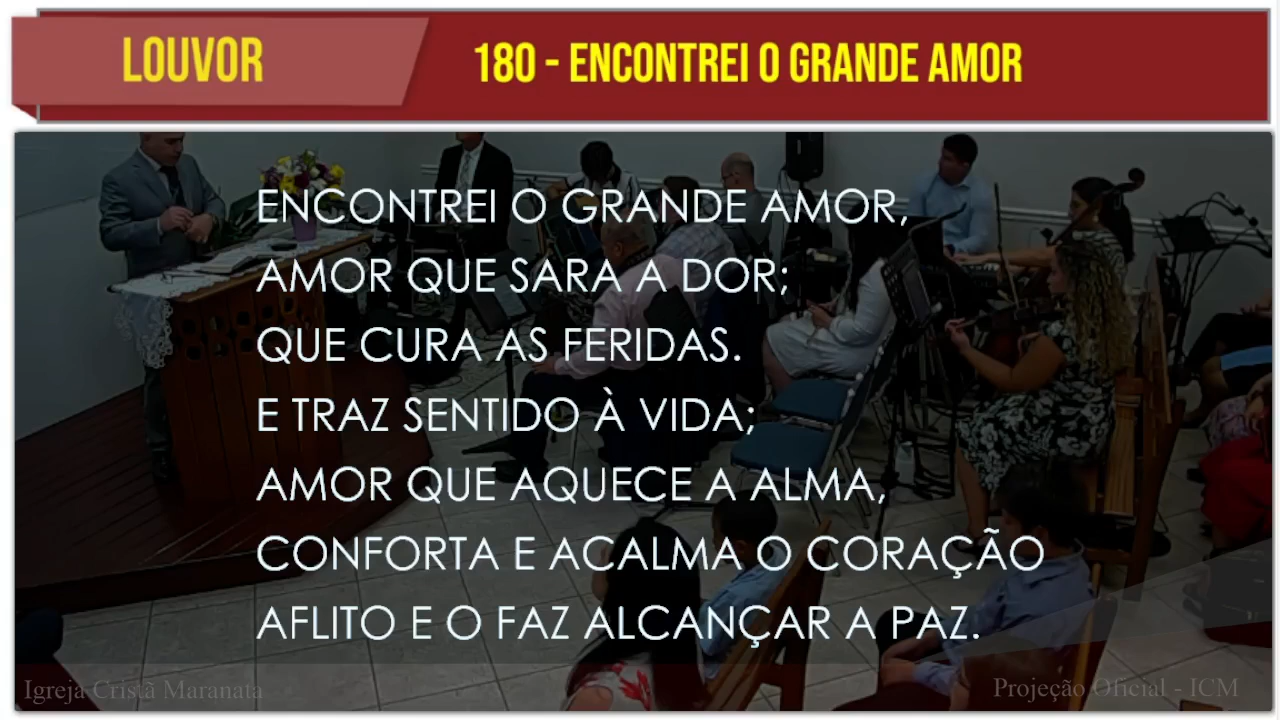 LOUVOR
180 - ENCONTREI O GRANDE AMOR
ENCONTREI O GRANDE AMOR,
AMOR QUE SARA A DOR;
QUE CURA AS FERIDAS.
E TRAZ SENTIDO À VIDA;
AMOR QUE AQUECE A ALMA,
CONFORTA E ACALMA O CORAÇÃO
AFLITO E O FAZ ALCANÇAR A PAZ.
Igreja Cristã Maranata
Projeção Oficial - ICM